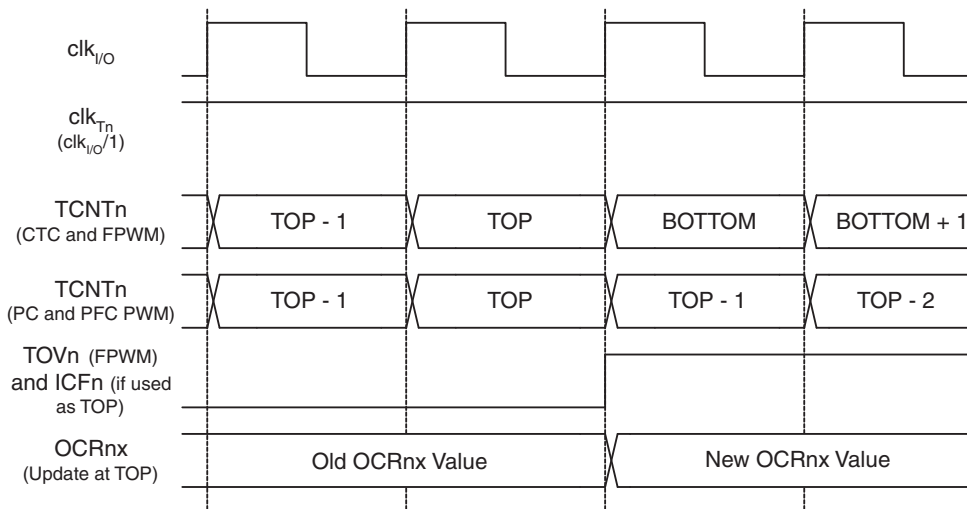 clkI/O
clkTn
(clkI/O/1)
TCNTn
(CTC and FPWM)
TOP - 1
TOP
BOTTOM
BOTTOM + 1
TCNTn
(PC and PFC PWM)
TOP - 1
TOP
TOP - 1
TOP - 2
TOVn (FPWM)
and ICFn (if used
as TOP)
OCRnx
(Update at TOP)
Old OCRnx Value
New OCRnx Value